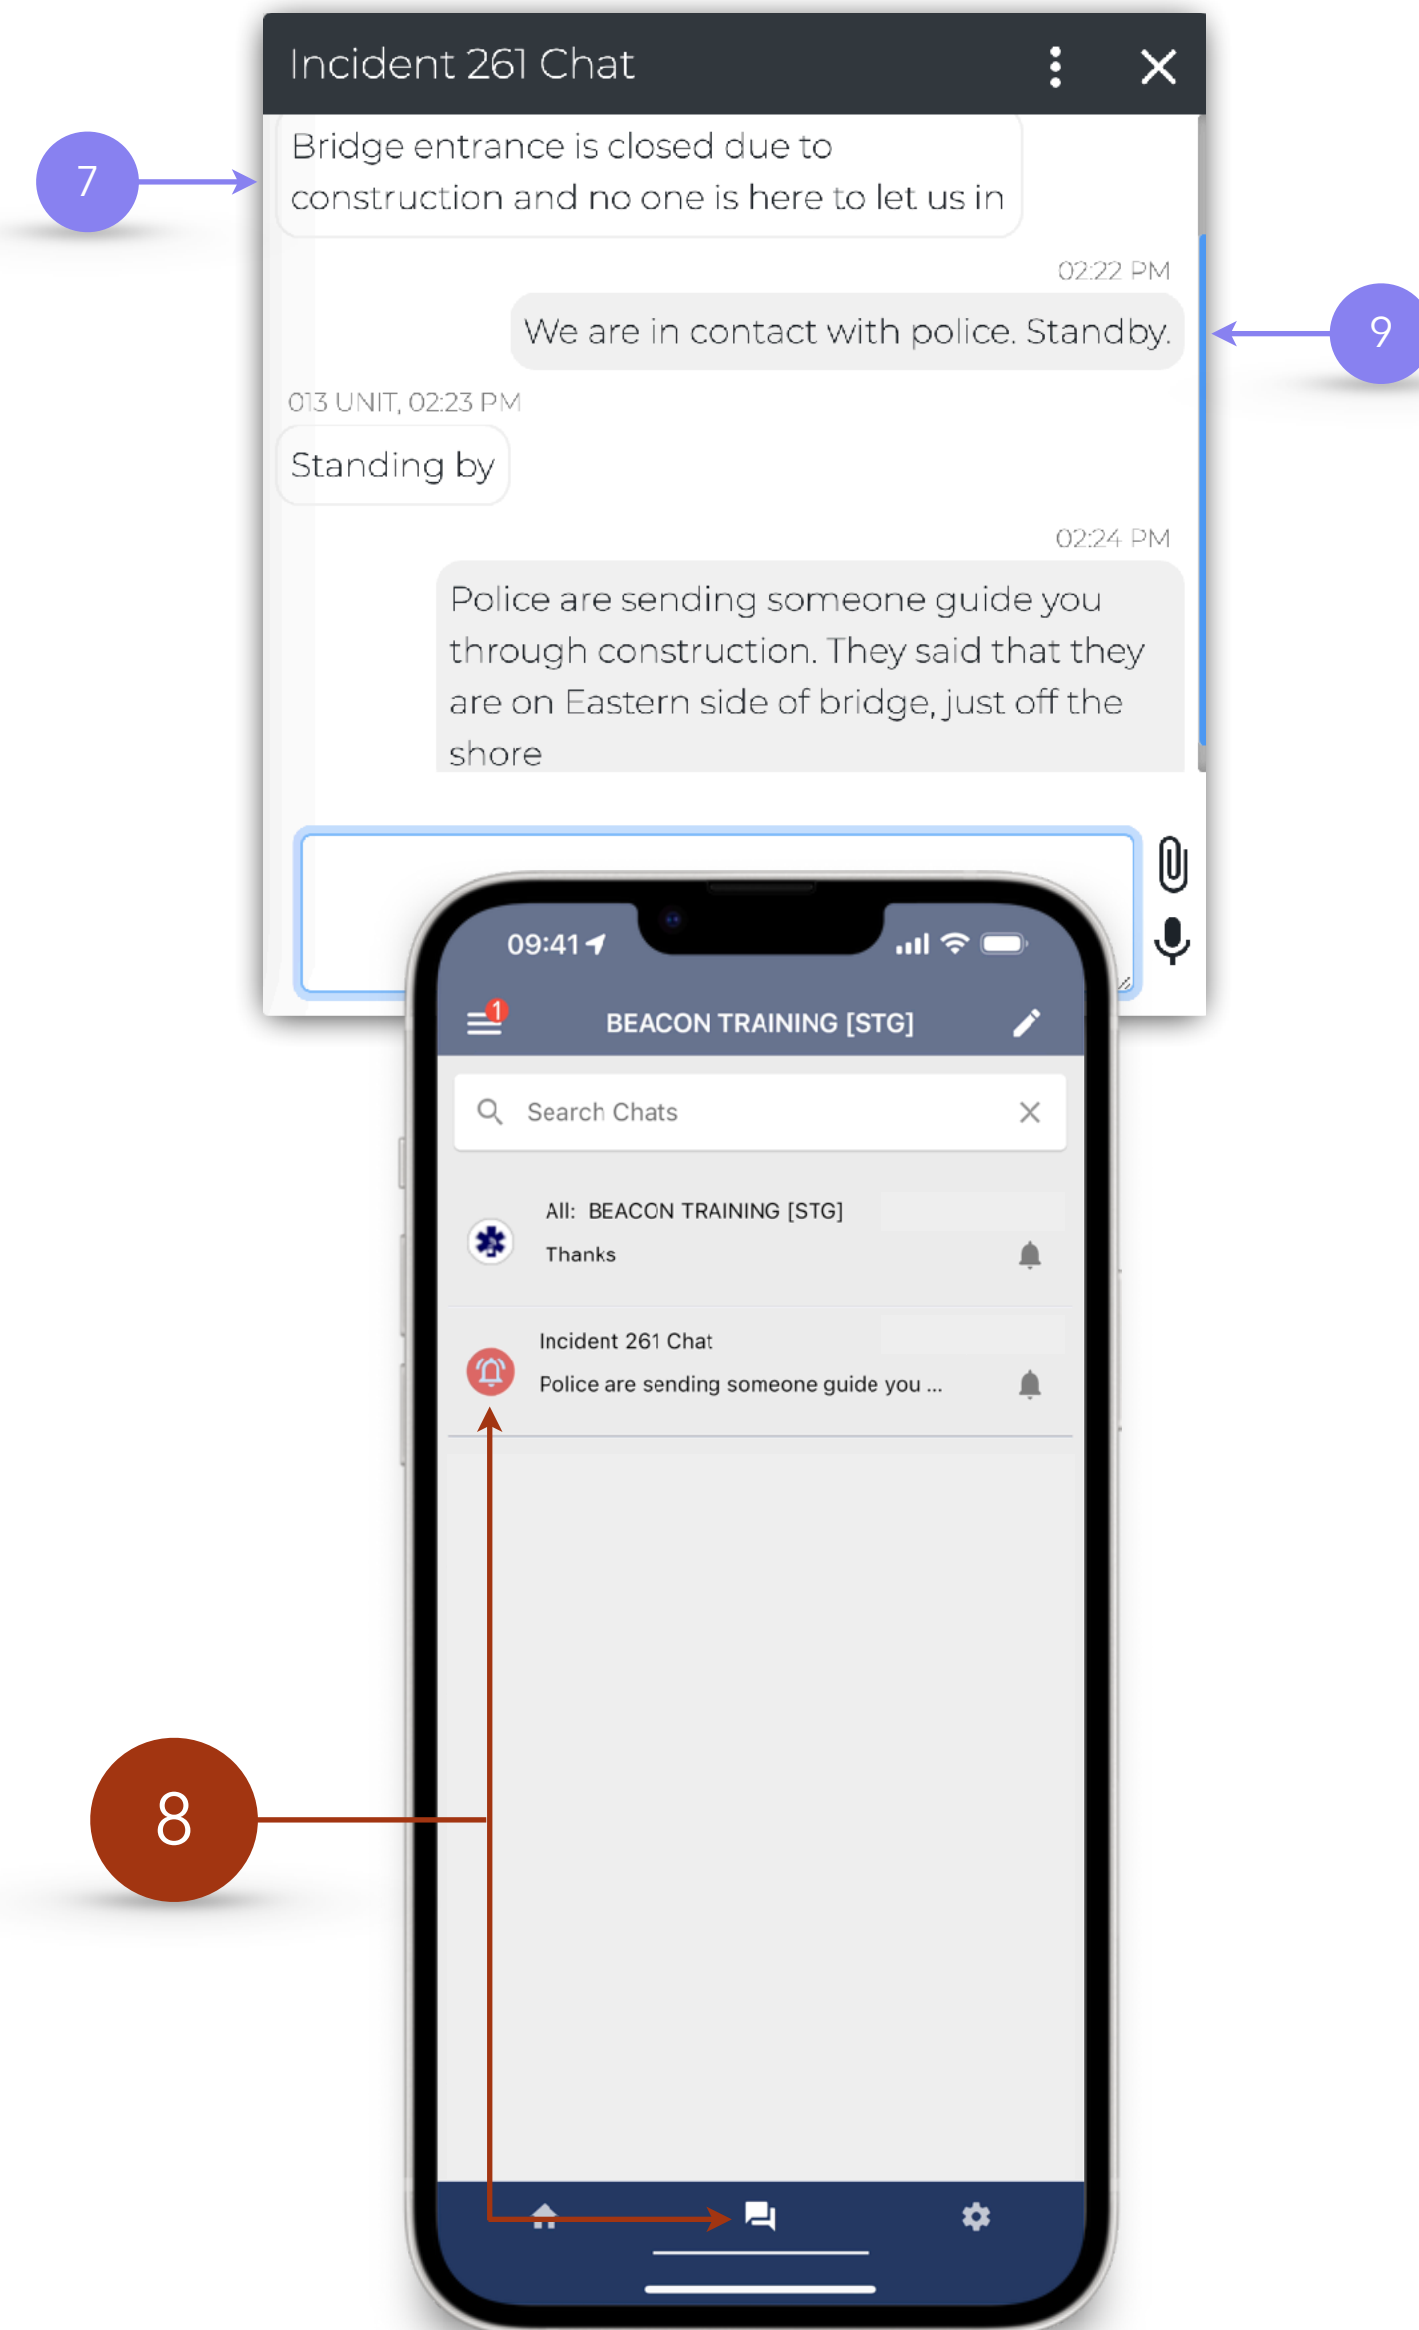 Incident 261 Chat
7
Bridge entrance is closed due to
construction and no one is here to let us in
02:22 PM
We are in contact with police. Standby.
9
013 UNIT, 02:23 PM
Standing by
02:24 PM
Police are sending someone guide you
through construction. They said that they
are on Eastern side of bridge, just off the
shore
09:41
1
BEACON TRAINING [STG]
Search Chats
All: BEACON TRAINING [STG]
Thanks
Incident 261 Chat
Police are sending someone guide you ...
8